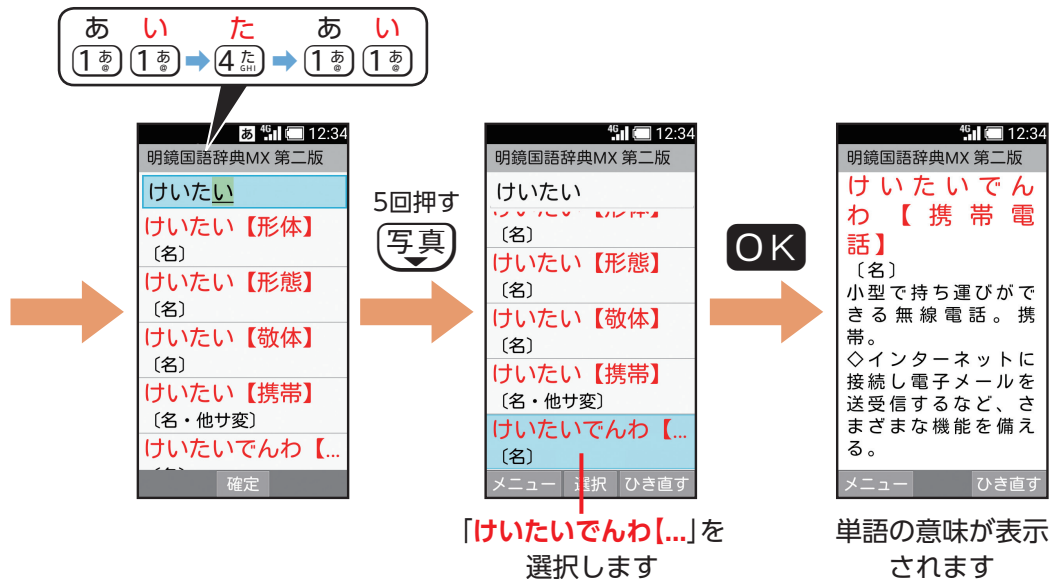 あ い た あ い
1あ@ 1あ@ 4たGHI 1あ@ 1あ@
あ 4G 12:34
明鏡国語辞典MX 第二版
けいたい
けいたい【形体】
〔名〕
けいたい【形態】
〔名〕
けいたい【敬体】
〔名〕
けいたい【携帯】
〔名・他サ変〕
けいたいでんわ【...
確定
5回押す
写真
4G 12:34
明鏡国語辞典MX 第二版
けいたい
けいたい【形体】
〔名〕
けいたい【形態】
〔名〕
けいたい【敬体】
〔名〕
けいたい【携帯】
〔名・他サ変〕
けいたいでんわ【...
〔名〕
メニュー 選択 ひき直す
「けいたいでんわ【...」を
選択します
OK
4G 12:34
明鏡国語辞典MX 第二版
けいたいでん
わ【携帯電
話】
〔名〕
小型で持ち運びがで
きる無線電話。携
帯。
◇インターネットに
接続し電子メールを
送受信するなど、さ
まざまな機能を備え
る。
メニュー ひき直す
単語の意味が表示
されます